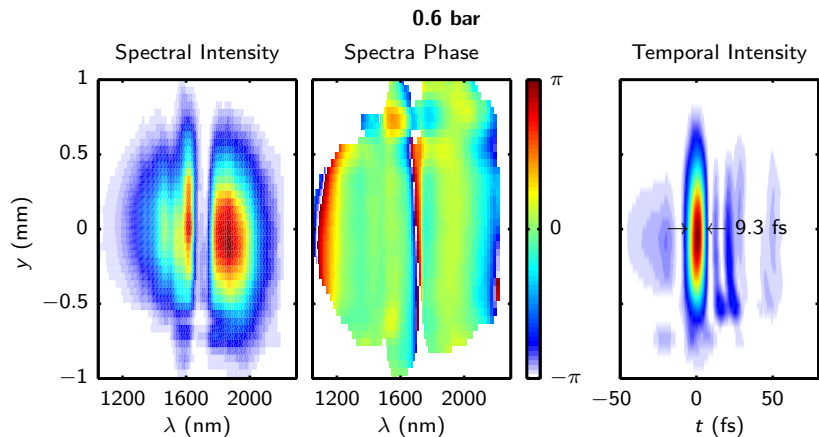 0.6 bar
Spectral Intensity
Spectra Phase
Temporal Intensity
1
0.5
0
−0.5
−1
y (mm)
1200 1600 2000
λ (nm)
1200 1600 2000
λ (nm)
π
0
−π
9.3 fs
−50 0 50
t (fs)